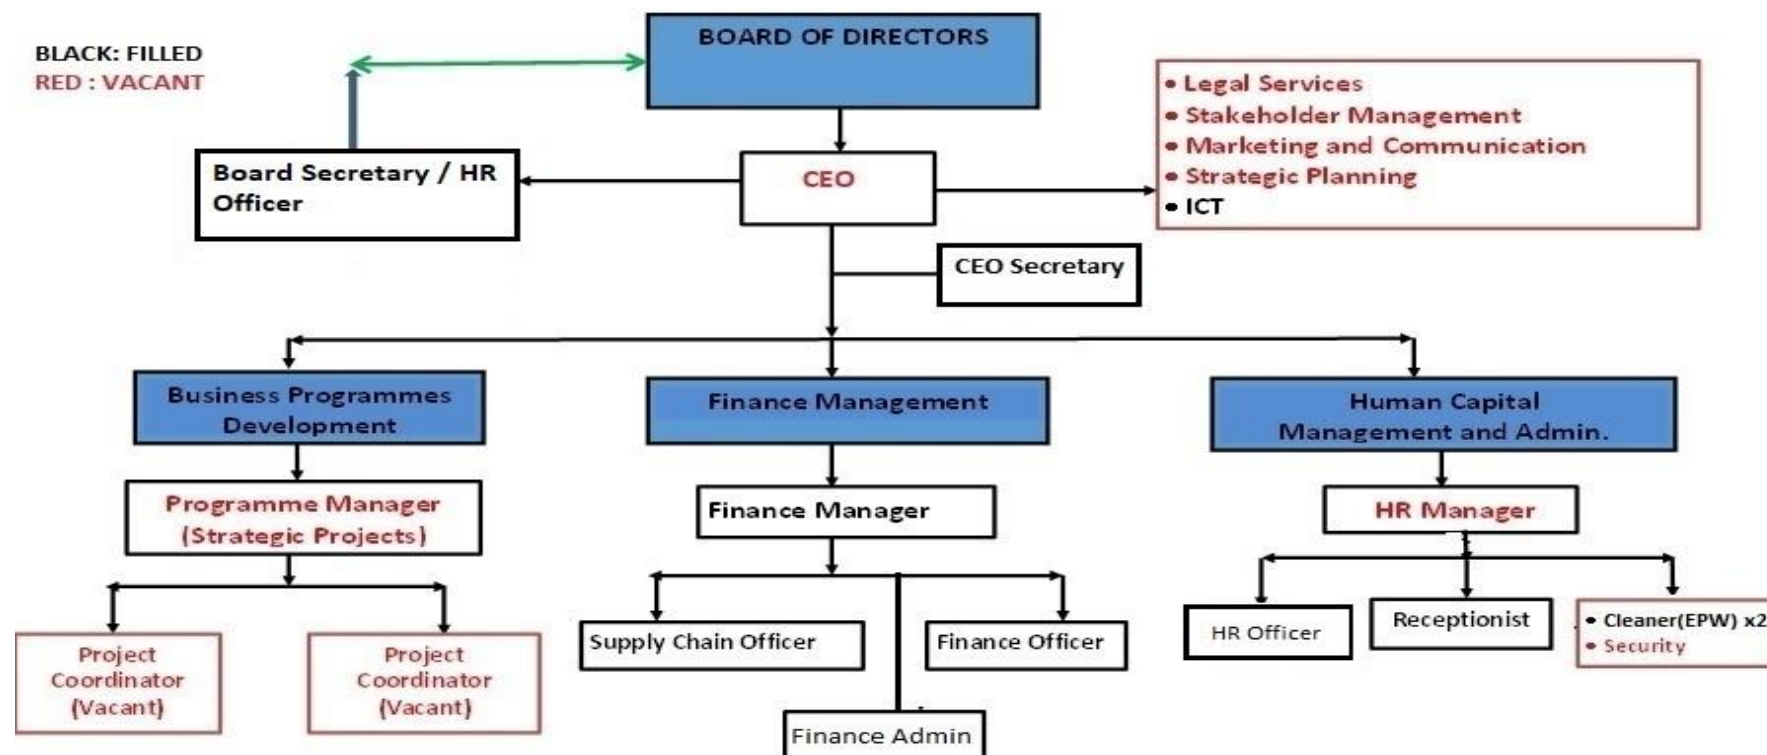 BLACK: FILLED
RED : VACANT
BOARD OF DIRECTORS
• Legal Services
• Stakeholder Management
• Marketing and Communication
• Strategic Planning
• ICT
Board Secretary / HR
Officer
CEO
CEO Secretary
Business Programmes
Development
Finance Management
Human Capital
Management and Admin.
Programme Manager
(Strategic Projects)
Finance Manager
HR Manager
Project
Coordinator
(Vacant)
Project
Coordinator
(Vacant)
Supply Chain Officer
Finance Officer
Finance Admin
HR Officer
Receptionist
• Cleaner(EPW) x2
• Security